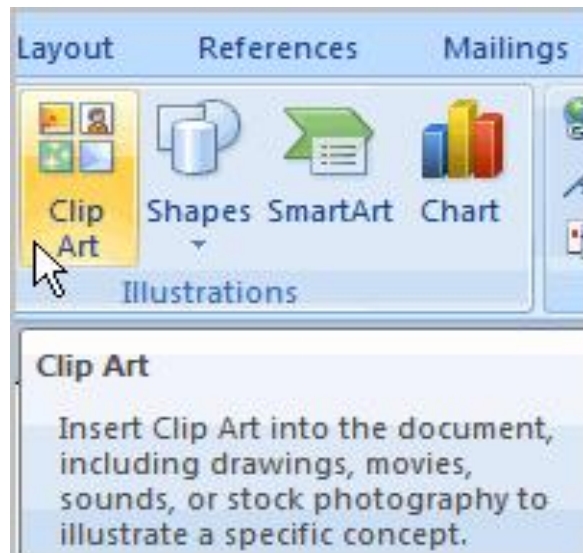 Layout References Mailings
Clip Art
Shapes
SmartArt
Chart
Illustrations
Clip Art
Insert Clip Art into the document,
including drawings, movies,
sounds, or stock photography to
illustrate a specific concept.